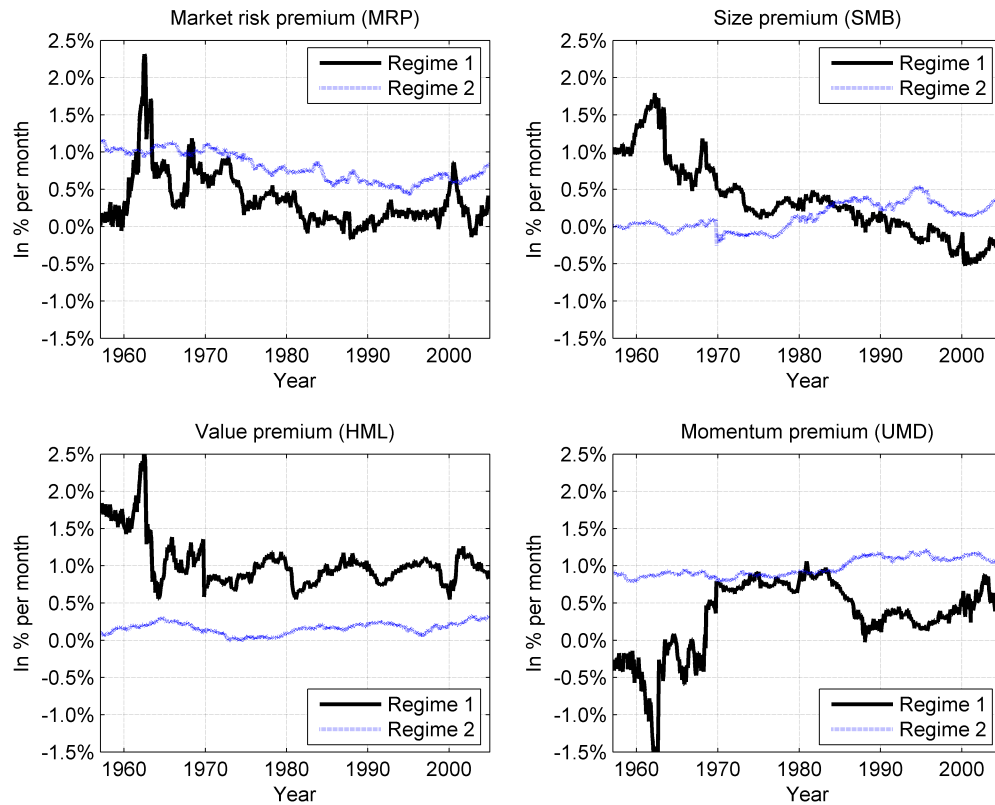 Market risk premium (MRP)
2.5%
2.0%
1.5%
1.0%
0.5%
0.0%
-0.5%
-1.0%
-1.5%
In % per month
Regime 1
Regime 2
1960 1970 1980 1990 2000
Year
Size premium (SMB)
2.5%
2.0%
1.5%
1.0%
0.5%
0.0%
-0.5%
-1.0%
-1.5%
In % per month
Regime 1
Regime 2
1960 1970 1980 1990 2000
Year
Value premium (HML)
2.5%
2.0%
1.5%
1.0%
0.5%
0.0%
-0.5%
-1.0%
-1.5%
In % per month
Regime 1
Regime 2
1960 1970 1980 1990 2000
Year
Momentum premium (UMD)
2.5%
2.0%
1.5%
1.0%
0.5%
0.0%
-0.5%
-1.0%
-1.5%
In % per month
Regime 1
Regime 2
1960 1970 1980 1990 2000
Year